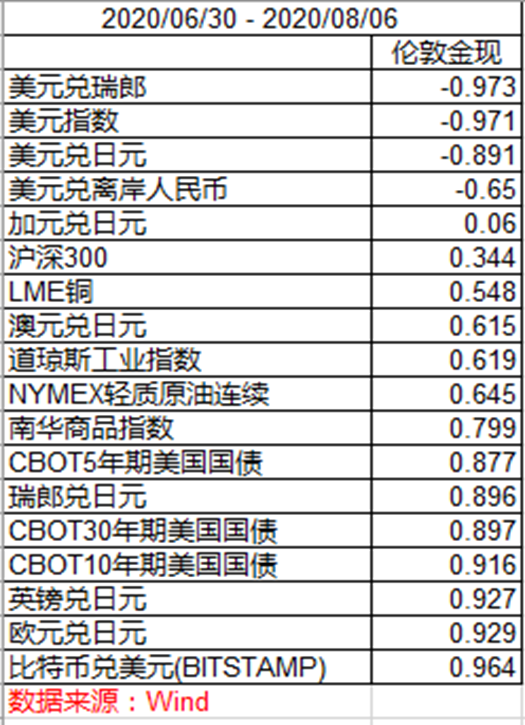 2020/06/30 - 2020/08/06
伦敦金现
美元兑瑞郎 -0.973
美元指数 -0.971
美元兑日元 -0.891
美元兑离岸人民币 -0.65
加元兑日元 0.06
沪深300 0.344
LME铜 0.548
澳元兑日元 0.615
道琼斯工业指数 0.619
NYMEX轻质原油连续 0.645
南华商品指数 0.799
CBOT5年期美国国债 0.877
瑞郎兑日元 0.896
CBOT30年期美国国债 0.897
CBOT10年期美国国债 0.916
英镑兑日元 0.927
欧元兑日元 0.929
比特币兑美元(BITSTAMP) 0.964
数据来源：Wind